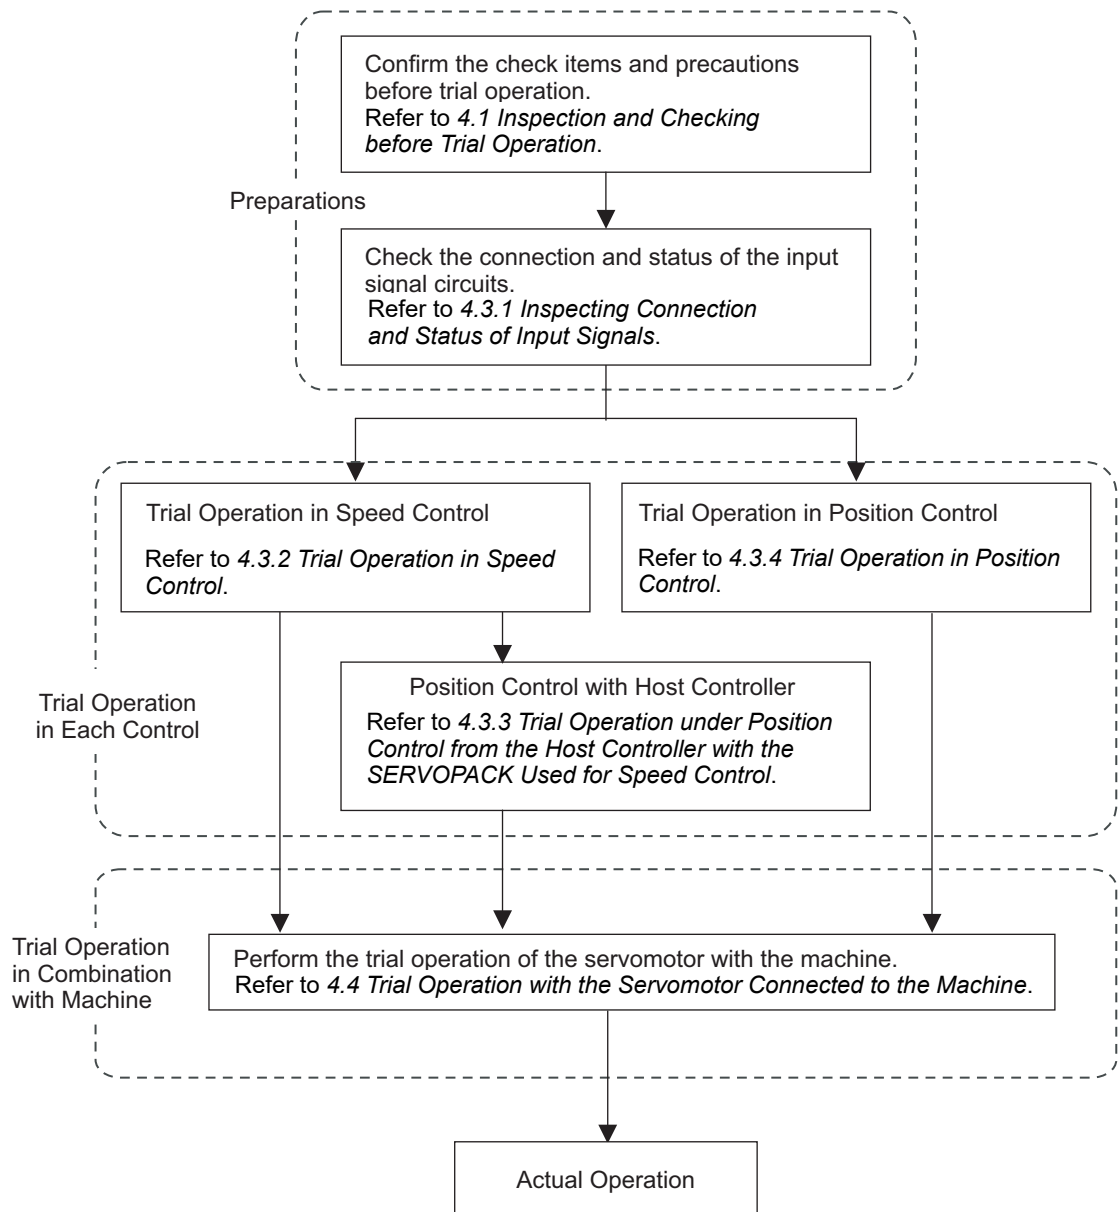 Confirm the check items and precautions
before trial operation.
Refer to 4.1 Inspection and Checking
before Trial Operation.
Preparations
Check the connection and status of the input
signal circuits.
Refer to 4.3.1 Inspecting Connection
and Status of Input Signals.
Trial Operation in Speed Control
Refer to 4.3.2 Trial Operation in Speed
Control.
Trial Operation in Position Control
Refer to 4.3.4 Trial Operation in Position
Control.
Trial Operation
in Each Control
Position Control with Host Controller
Refer to 4.3.3 Trial Operation under Position
Control from the Host Controller with the
SERVOPACK Used for Speed Control.
Trial Operation
in Combination
with Machine
Perform the trial operation of the servomotor with the machine.
Refer to 4.4 Trial Operation with the Servomotor Connected to the Machine.
Actual Operation